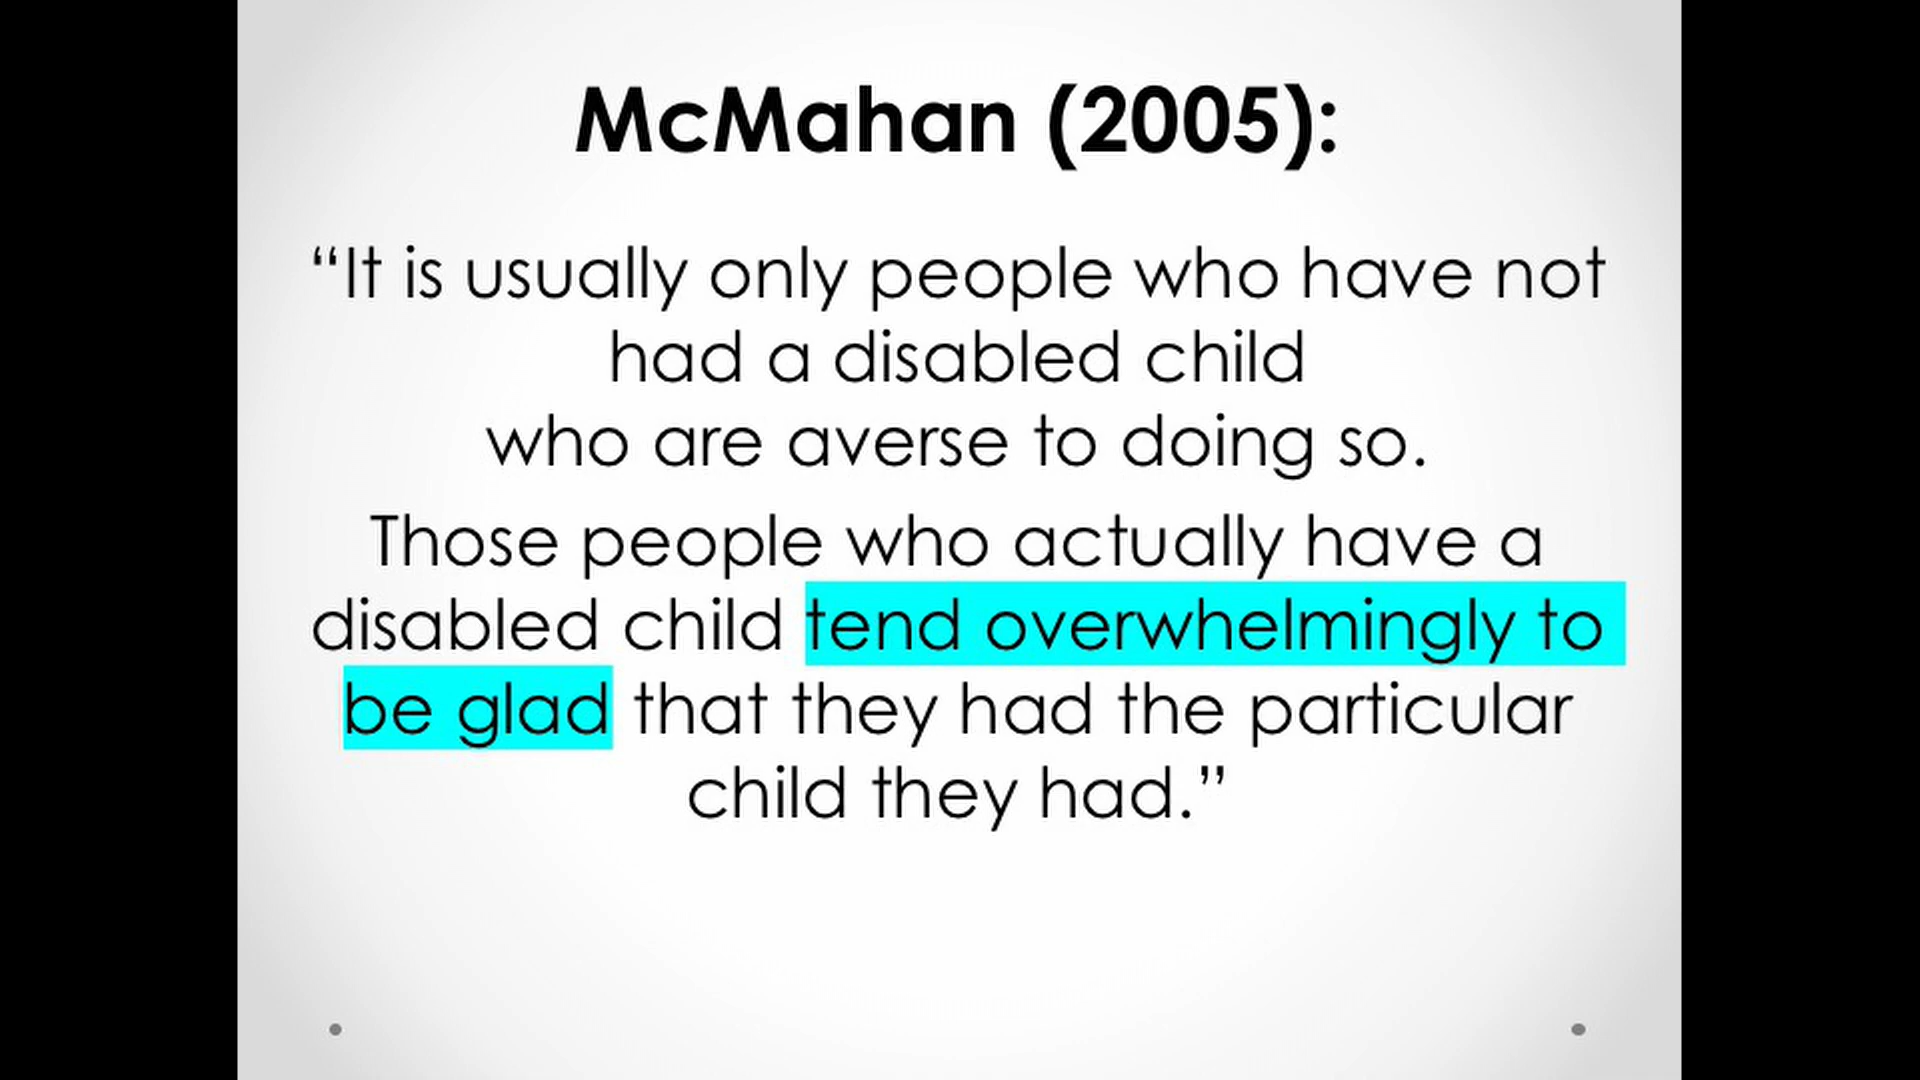 McMahan (2005):
“It is usually only people who have not
had a disabled child
who are averse to doing so.
Those people who actually have a
disabled child tend overwhelmingly to
be glad that they had the particular
child they had.”